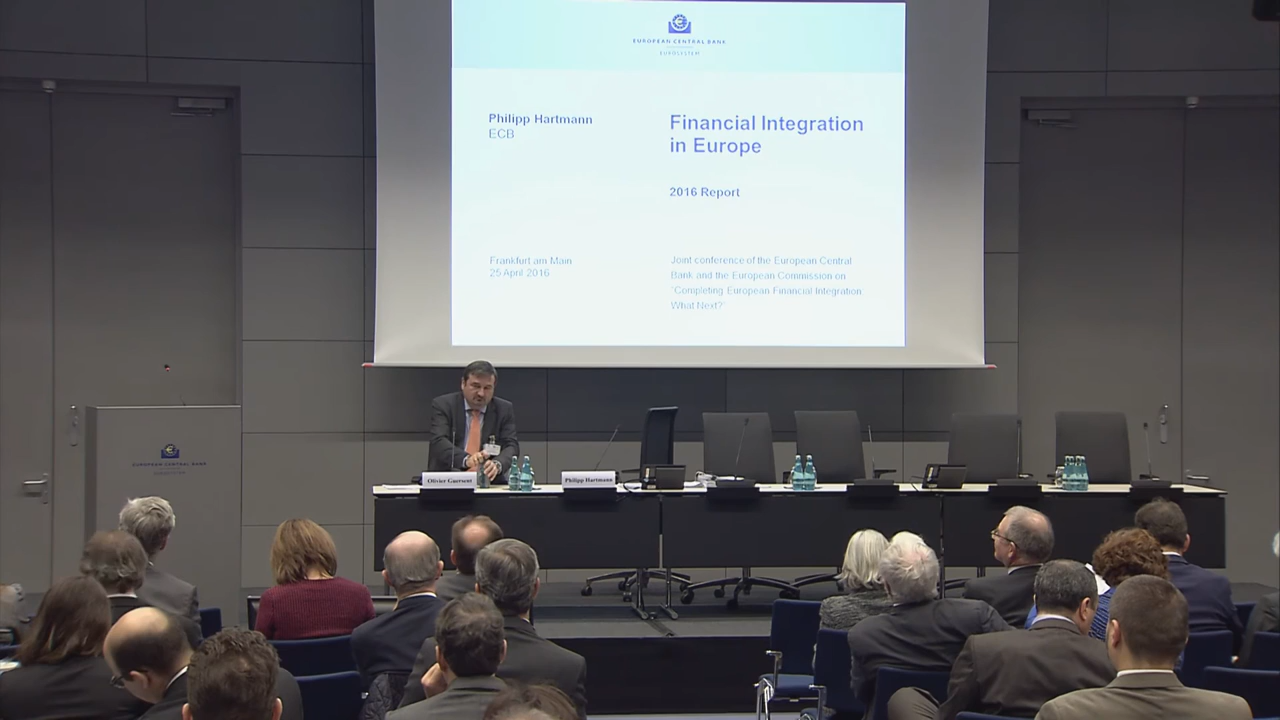 EUROPEAN CENTRAL BANK
EUROSYSTEM
Philipp Hartmann
ECB
Financial Integration
in Europe
2016 Report
Frankfurt am Main
25 April 2016
Joint conference of the European Central
Bank and the European Commission on
"Completing European Financial Integration.
What Next?"
EUROPEAN CENTRAL BANK
Olivier Guersent
Philipp Hartmann